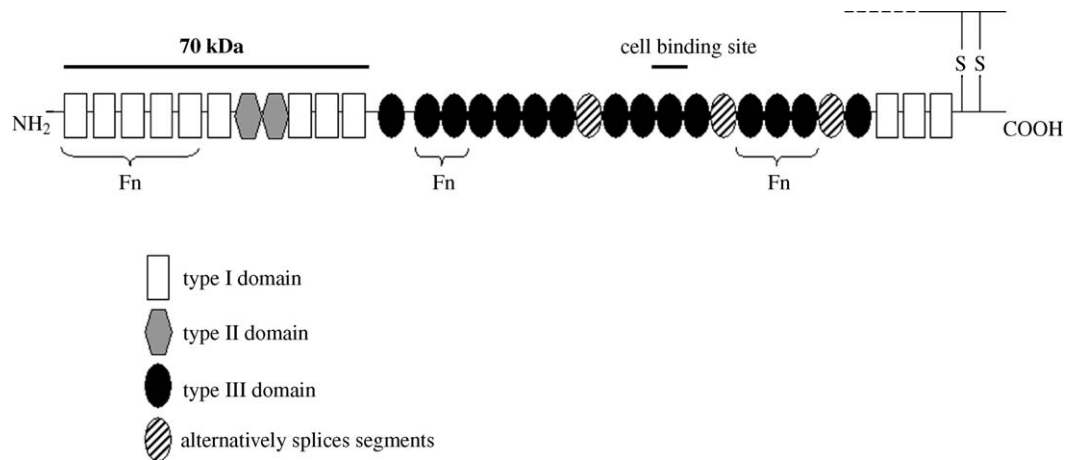 70 kDa
cell binding site
S S
NH2
COOH
Fn
Fn
Fn
type I domain
type II domain
type III domain
alternatively splices segments